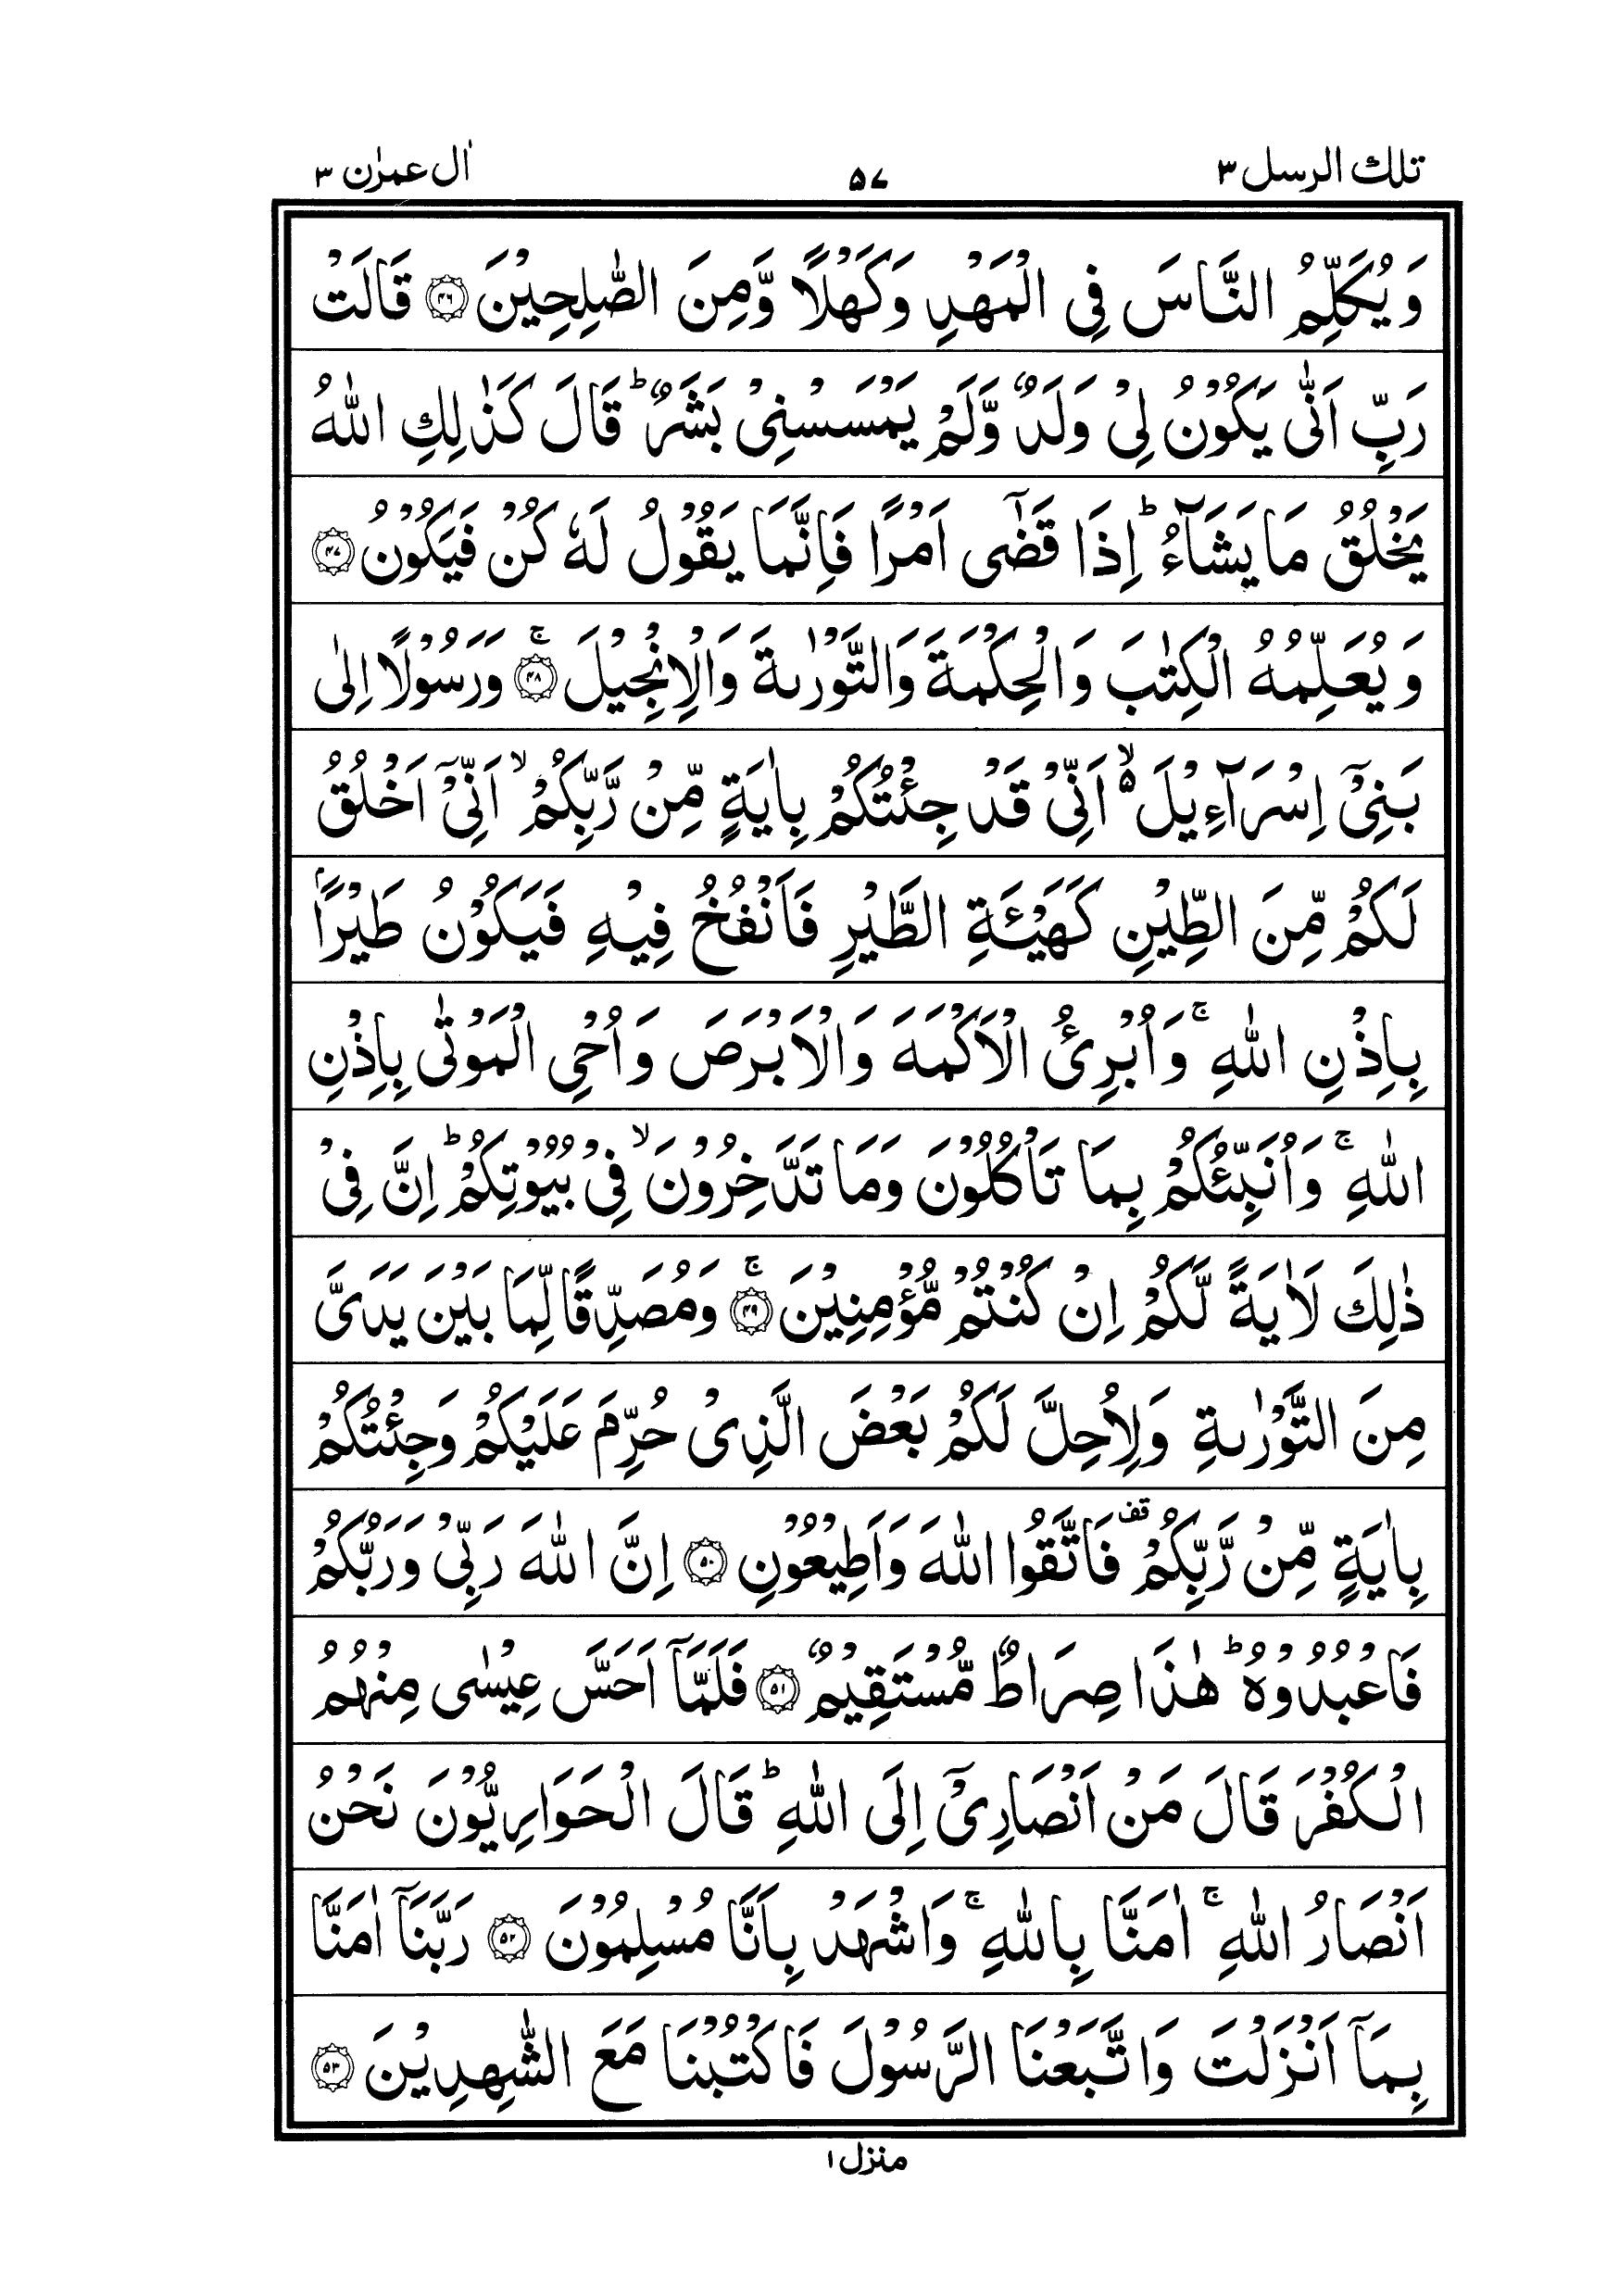 تلك الرسل ٣ ٥٧ اٰل عمرٰن ٣
وَيُكَلِّمُ النَّاسَ فِى الْمَهْدِ وَكَهْلًا وَّمِنَ الصّٰلِحِيْنَ ﴿٤٦﴾ قَالَتْ
رَبِّ اَنّٰى يَكُوْنُ لِىْ وَلَدٌ وَّلَمْ يَمْسَسْنِىْ بَشَرٌ ؕ قَالَ كَذٰلِكِ اللّٰهُ
يَخْلُقُ مَا يَشَآءُ ؕ اِذَا قَضٰٓى اَمْرًا فَاِنَّمَا يَقُوْلُ لَهٗ كُنْ فَيَكُوْنُ ﴿٤٧﴾
وَيُعَلِّمُهُ الْكِتٰبَ وَالْحِكْمَةَ وَالتَّوْرٰىةَ وَالْاِنْجِيْلَ ﴿٤٨﴾ۚ وَرَسُوْلًا اِلٰى
بَنِىْٓ اِسْرَآءِيْلَ ۙ۬ اَنِّىْ قَدْ جِئْتُكُمْ بِاٰيَةٍ مِّنْ رَّبِّكُمْ ۙ اَنِّىْٓ اَخْلُقُ
لَكُمْ مِّنَ الطِّيْنِ كَهَيْئَةِ الطَّيْرِ فَاَنْفُخُ فِيْهِ فَيَكُوْنُ طَيْرًاۢ
بِاِذْنِ اللّٰهِ ۚ وَاُبْرِئُ الْاَكْمَهَ وَالْاَبْرَصَ وَاُحْىِ الْمَوْتٰى بِاِذْنِ
اللّٰهِ ۚ وَاُنَبِّئُكُمْ بِمَا تَاْكُلُوْنَ وَمَا تَدَّخِرُوْنَ ۙ فِىْ بُيُوْتِكُمْ ؕ اِنَّ فِىْ
ذٰلِكَ لَاٰيَةً لَّكُمْ اِنْ كُنْتُمْ مُّؤْمِنِيْنَ ﴿٤٩﴾ۚ وَمُصَدِّقًا لِّمَا بَيْنَ يَدَىَّ
مِنَ التَّوْرٰىةِ وَلِاُحِلَّ لَكُمْ بَعْضَ الَّذِىْ حُرِّمَ عَلَيْكُمْ وَجِئْتُكُمْ
بِاٰيَةٍ مِّنْ رَّبِّكُمْ قف فَاتَّقُوا اللّٰهَ وَاَطِيْعُوْنِ ﴿٥٠﴾ اِنَّ اللّٰهَ رَبِّىْ وَرَبُّكُمْ
فَاعْبُدُوْهُ ؕ هٰذَا صِرَاطٌ مُّسْتَقِيْمٌ ﴿٥١﴾ فَلَمَّآ اَحَسَّ عِيْسٰى مِنْهُمُ
الْكُفْرَ قَالَ مَنْ اَنْصَارِىْٓ اِلَى اللّٰهِ ؕ قَالَ الْحَوَارِيُّوْنَ نَحْنُ
اَنْصَارُ اللّٰهِ ۚ اٰمَنَّا بِاللّٰهِ ۚ وَاشْهَدْ بِاَنَّا مُسْلِمُوْنَ ﴿٥٢﴾ رَبَّنَآ اٰمَنَّا
بِمَآ اَنْزَلْتَ وَاتَّبَعْنَا الرَّسُوْلَ فَاكْتُبْنَا مَعَ الشّٰهِدِيْنَ ﴿٥٣﴾
منزل ١